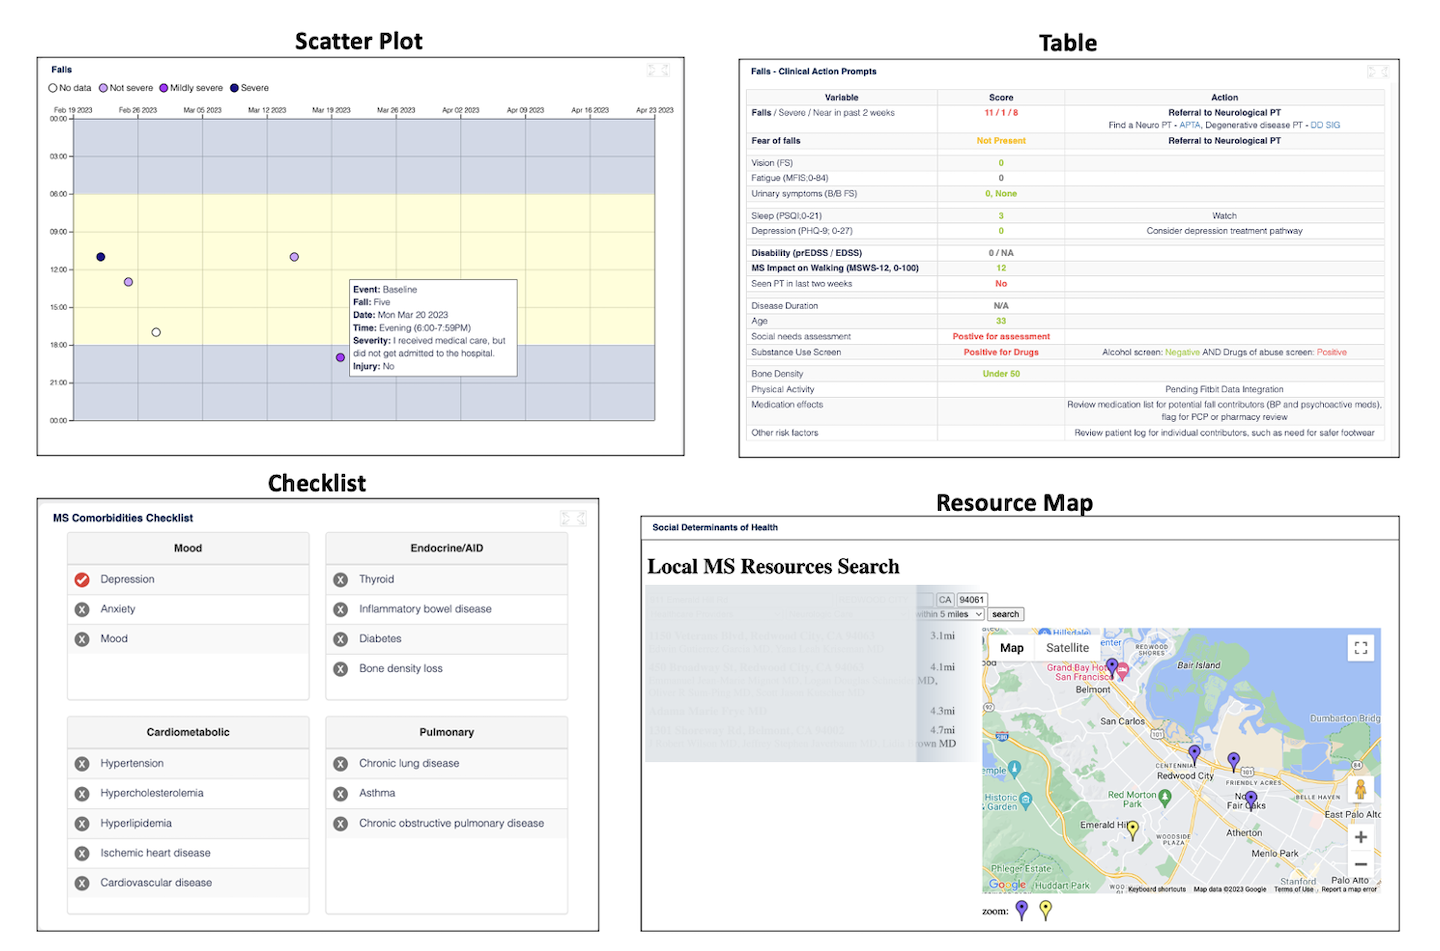 Scatter Plot
Falls
No data Not severe Mildly severe Severe
Feb 19 2023 Feb 26 2023 Mar 05 2023 Mar 12 2023 Mar 19 2023 Mar 26 2023 Apr 02 2023 Apr 09 2023 Apr 16 2023 Apr 23 2023
00:00
03:00
06:00
09:00
12:00
15:00
18:00
21:00
00:00
Event: Baseline
Fall: Five
Date: Mon Mar 20 2023
Time: Evening (6:00-7:59PM)
Severity: I received medical care, but
did not get admitted to the hospital.
Injury: No
Table
Falls - Clinical Action Prompts
Variable Score Action
Falls / Severe / Near in past 2 weeks 11 / 1 / 8 Referral to Neurological PT
Find a Neuro PT - APTA, Degenerative disease PT - DD SIG
Fear of falls Not Present Referral to Neurological PT
Vision (FS) 0
Fatigue (MFIS;0-84) 0
Urinary symptoms (B/B FS) 0, None
Sleep (PSQI,0-21) 3 Watch
Depression (PHQ-9; 0-27) 0 Consider depression treatment pathway
Disability (prEDSS / EDSS) 0 / NA
MS Impact on Walking (MSWS-12, 0-100) 12
Seen PT in last two weeks No
Disease Duration N/A
Age 33
Social needs assessment Postive for assessment
Substance Use Screen Positive for Drugs Alcohol screen: Negative AND Drugs of abuse screen: Positive
Bone Density Under 50
Physical Activity Pending Fitbit Data Integration
Medication effects Review medication list for potential fall contributors (BP and psychoactive meds),
flag for PCP or pharmacy review
Other risk factors Review patient log for individual contributors, such as need for safer footwear
Checklist
MS Comorbidities Checklist
Mood
Depression
Anxiety
Mood
Endocrine/AID
Thyroid
Inflammatory bowel disease
Diabetes
Bone density loss
Cardiometabolic
Hypertension
Hypercholesterolemia
Hyperlipidemia
Ischemic heart disease
Cardiovascular disease
Pulmonary
Chronic lung disease
Asthma
Chronic obstructive pulmonary disease
Resource Map
Social Determinants of Health
Local MS Resources Search
CA 94061
within 5 miles search
3.1mi
4.1mi
MD,
4.3mi
4.7mi
MD
Map Satellite
REDWOOD
SHORES
Bair Island
Grand Bay Ho
San Francisco
Belmont
92
San Carlos
101
Dumbarton Bridg
280
84
CENTENNIAL
Redwood City
101
FRIENDLY ACRES
BELLE HAVEN
emple
Historic
& Garden
Red Morton
Park
No
Fair Oaks
East Palo Alto
Emerald Hi
WOODSIDE
PLAZA
Atherton
Menlo Park
Phleger Estate
Huddart Park
WOO
Stanford
Palo Alto
Google
Keyboard shortcuts Map data ©2023 Google Terms of Use Report a map error
zoom: